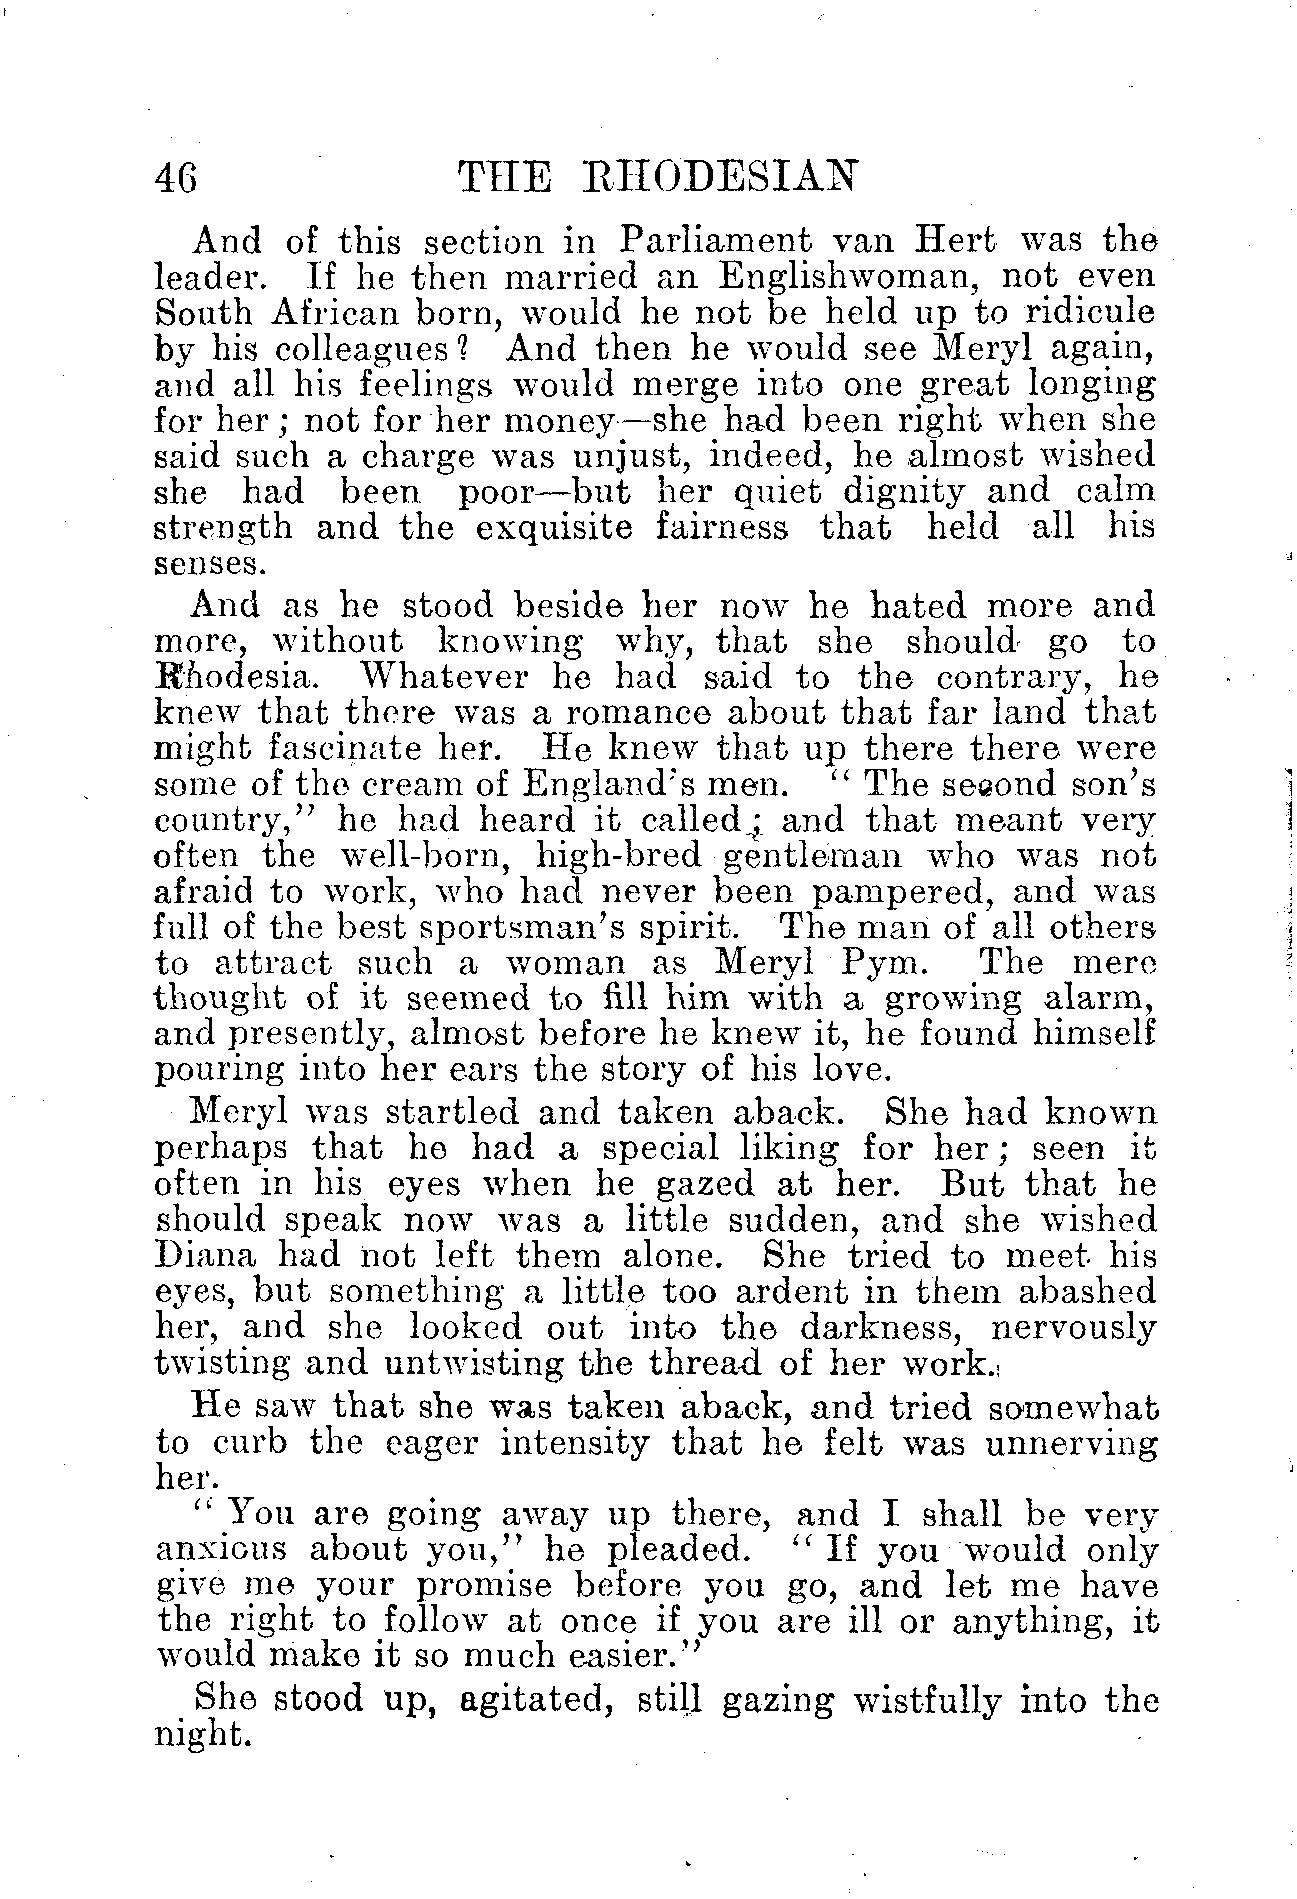 46 THE RHODESIAN
And of this section in Parliament van Hert was the
leader. If he then married an Englishwoman, not even
South African born, would he not be held up to ridicule
by his colleagues? And then he would see Meryl again,
and all his feelings would merge into one great longing
for her; not for her money—she had been right when she
said such a charge was unjust, indeed, he almost wished
she had been poor—but her quiet dignity and calm
strength and the exquisite fairness that held all his
senses.
And as he stood beside her now he hated more and
more, without knowing why, that she should go to
Rhodesia. Whatever he had said to the contrary, he
knew that there was a romance about that far land that
might fascinate her. He knew that up there there were
some of the cream of England's men. "The second son's
country," he had heard it called; and that meant very
often the well-born, high-bred gentleman who was not
afraid to work, who had never been pampered, and was
full of the best sportsman's spirit. The man of all others
to attract such a woman as Meryl Pym. The mere
thought of it seemed to fill him with a growing alarm,
and presently, almost before he knew it, he found himself
pouring into her ears the story of his love.
Meryl was startled and taken aback. She had known
perhaps that he had a special liking for her; seen it
often in his eyes when he gazed at her. But that he
should speak now was a little sudden, and she wished
Diana had not left them alone. She tried to meet his
eyes, but something a little too ardent in them abashed
her, and she looked out into the darkness, nervously
twisting and untwisting the thread of her work.
He saw that she was taken aback, and tried somewhat
to curb the eager intensity that he felt was unnerving
her.
"You are going away up there, and I shall be very
anxious about you," he pleaded. "If you would only
give me your promise before you go, and let me have
the right to follow at once if you are ill or anything, it
would make it so much easier."
She stood up, agitated, still gazing wistfully into the
night.